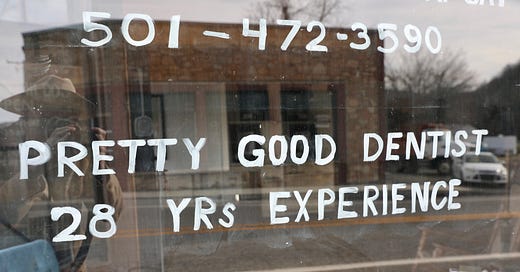 501-472-3590
PRETTY GOOD DENTIST
28 YRS' EXPERIENCE